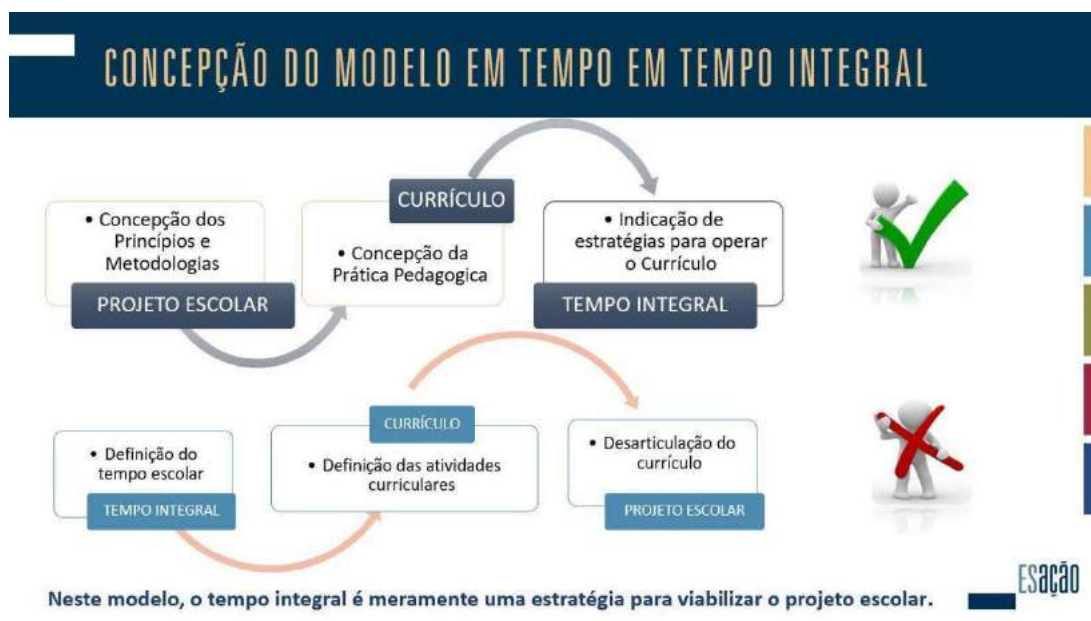 CONCEPÇÃO DO MODELO EM TEMPO EM TEMPO INTEGRAL
• Concepção dos
Princípios e
Metodologias
PROJETO ESCOLAR
CURRÍCULO
• Concepção da
Prática Pedagogica
• Indicação de
estratégias para operar
o Currículo
TEMPO INTEGRAL
• Definição do
tempo escolar
TEMPO INTEGRAL
CURRÍCULO
• Definição das atividades
curriculares
• Desarticulação do
currículo
PROJETO ESCOLAR
Neste modelo, o tempo integral é meramente uma estratégia para viabilizar o projeto escolar.
ESação